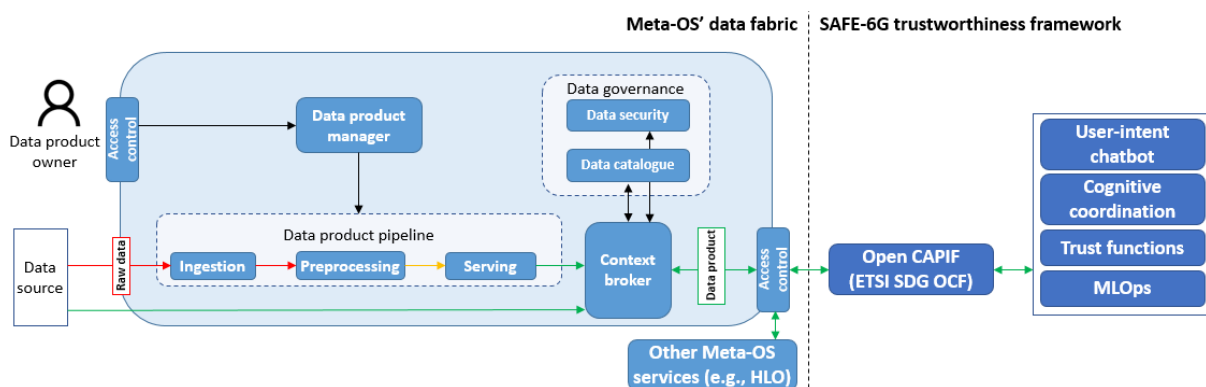 Meta-OS' data fabric
SAFE-6G trustworthiness framework
Data product
owner
Access
control
Data product
manager
Data governance
Data security
Data catalogue
Data product pipeline
Data
source
Raw data
Ingestion
Preprocessing
Serving
Context
broker
Data product
Access
control
Other Meta-OS
services (e.g., HLO)
Open CAPIF
(ETSI SDG OCF)
User-intent
chatbot
Cognitive
coordination
Trust functions
MLOps